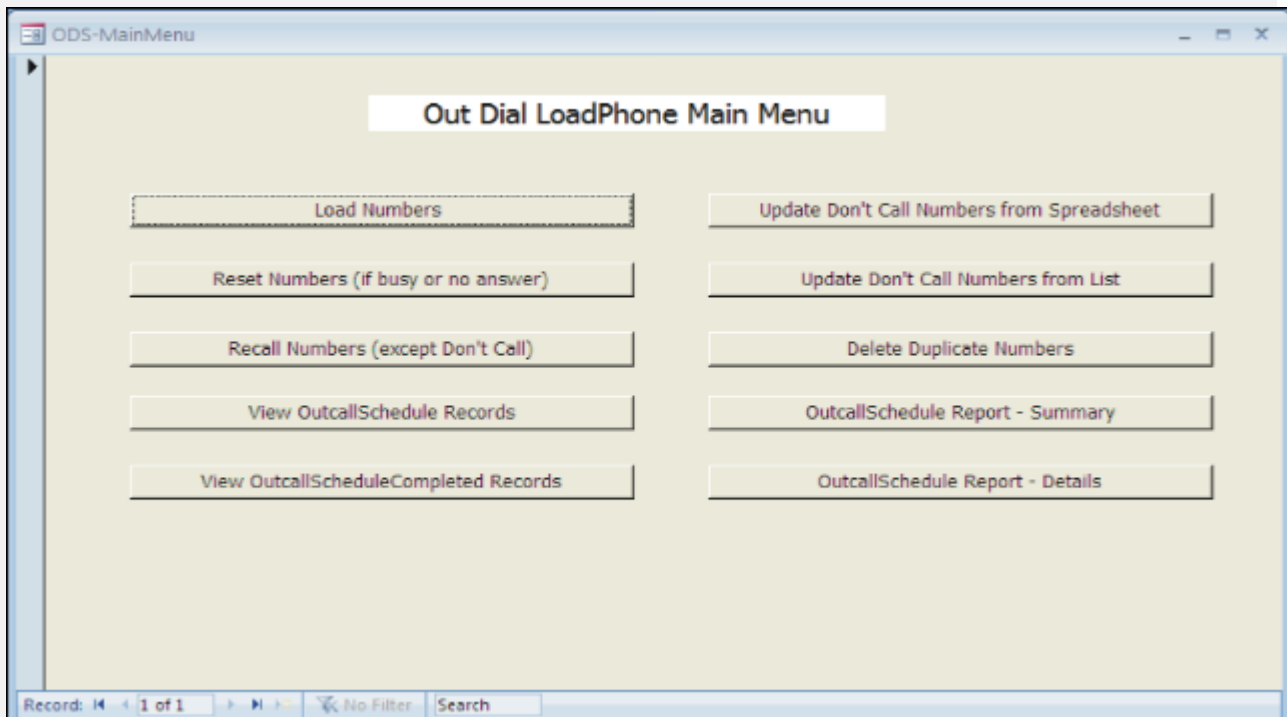 ODS-MainMenu
Out Dial LoadPhone Main Menu
Load Numbers
Update Don't Call Numbers from Spreadsheet
Reset Numbers (if busy or no answer)
Update Don't Call Numbers from List
Recall Numbers (except Don't Call)
Delete Duplicate Numbers
View OutcallSchedule Records
OutcallSchedule Report - Summary
View OutcallScheduleCompleted Records
OutcallSchedule Report - Details
Record: 1 of 1 No Filter Search